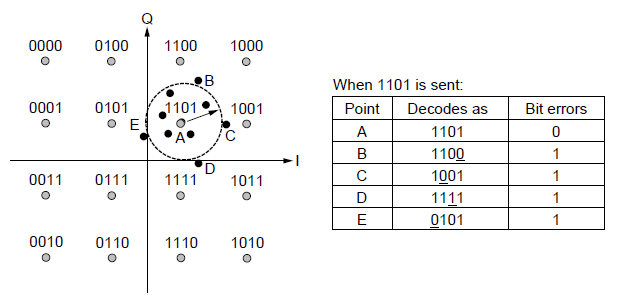 Q
0000 0100 1100 1000
B
0001 0101 1101 1001
E
A
C
I
D
0011 0111 1111 1011
0010 0110 1110 1010
When 1101 is sent:
Point Decodes as Bit errors
A 1101 0
B 1100 1
C 1001 1
D 1111 1
E 0101 1